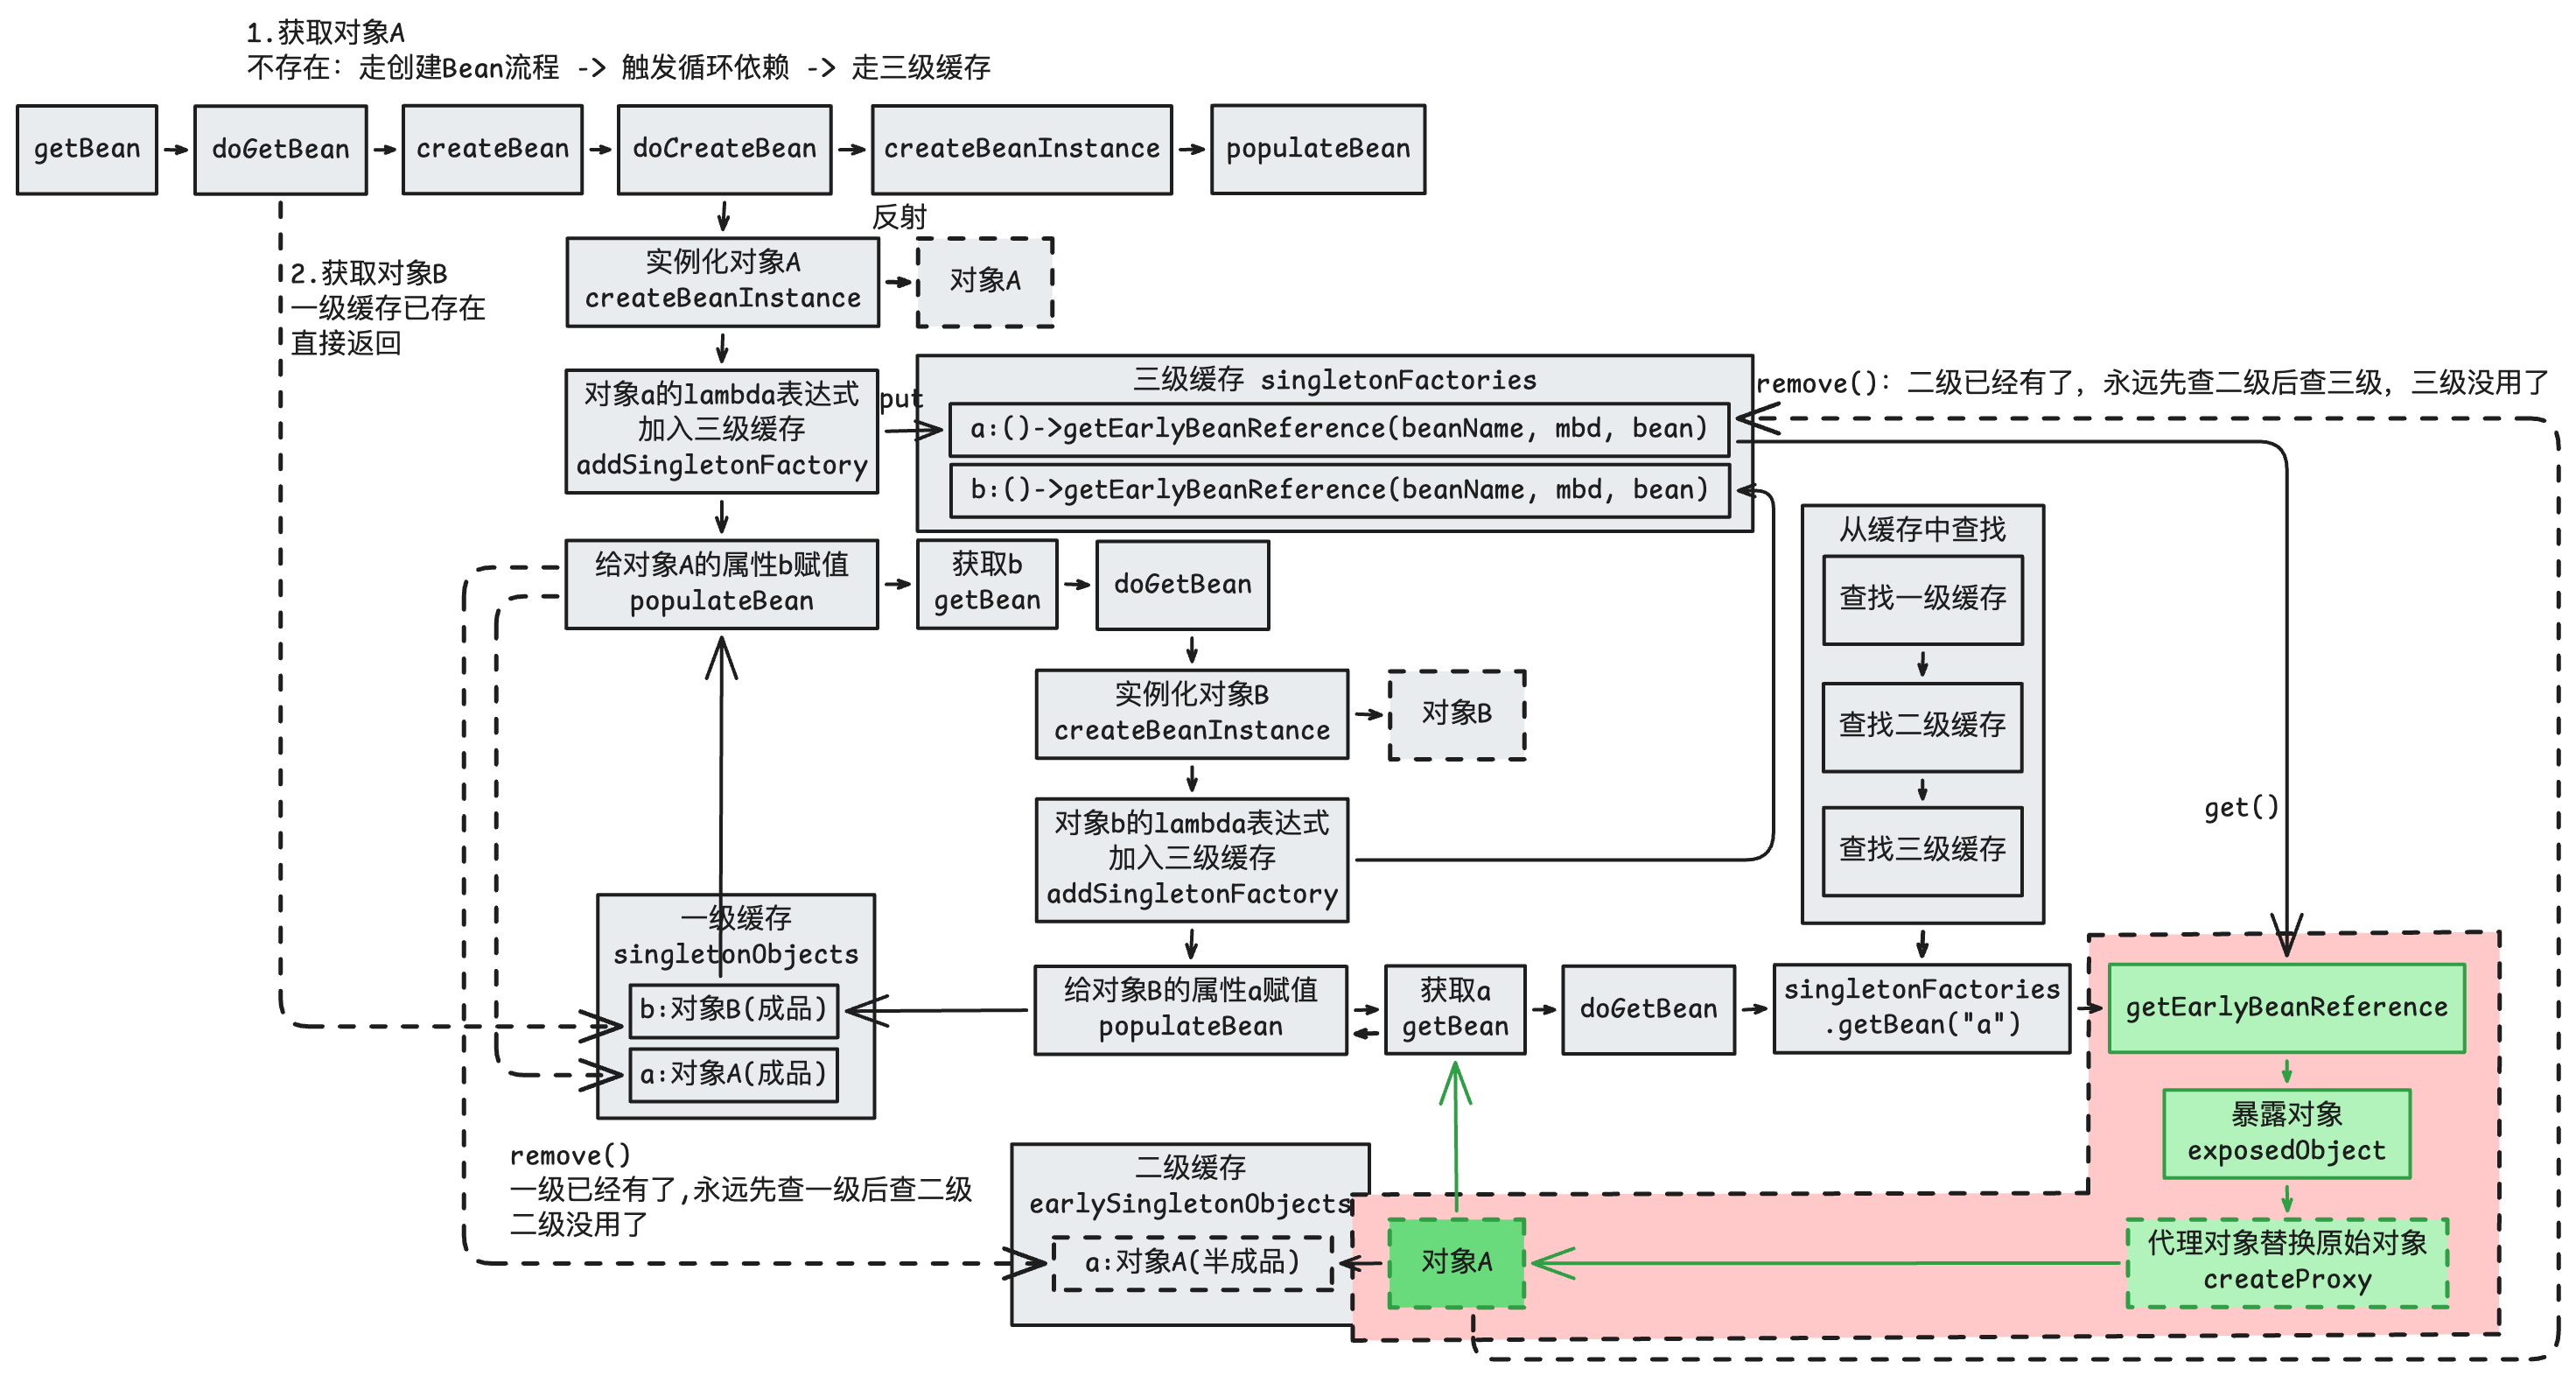 1.获取对象A
不存在：走创建Bean流程 -> 触发循环依赖 -> 走三级缓存
getBean
doGetBean
createBean
doCreateBean
createBeanInstance
populateBean
反射
2.获取对象B
一级缓存已存在
直接返回
实例化对象A
createBeanInstance
对象A
对象a的lambda表达式
加入三级缓存
addSingletonFactory
put
三级缓存 singletonFactories
a:()->getEarlyBeanReference(beanName, mbd, bean)
b:()->getEarlyBeanReference(beanName, mbd, bean)
remove()：二级已经有了，永远先查二级后查三级，三级没用了
给对象A的属性b赋值
populateBean
获取b
getBean
doGetBean
从缓存中查找
查找一级缓存
查找二级缓存
查找三级缓存
实例化对象B
createBeanInstance
对象B
get()
对象b的lambda表达式
加入三级缓存
addSingletonFactory
一级缓存
singletonObjects
b:对象B(成品)
a:对象A(成品)
给对象B的属性a赋值
populateBean
获取a
getBean
doGetBean
singletonFactories
.getBean("a")
getEarlyBeanReference
暴露对象
exposedObject
remove()
一级已经有了,永远先查一级后查二级
二级没用了
二级缓存
earlySingletonObjects
a:对象A(半成品)
对象A
代理对象替换原始对象
createProxy